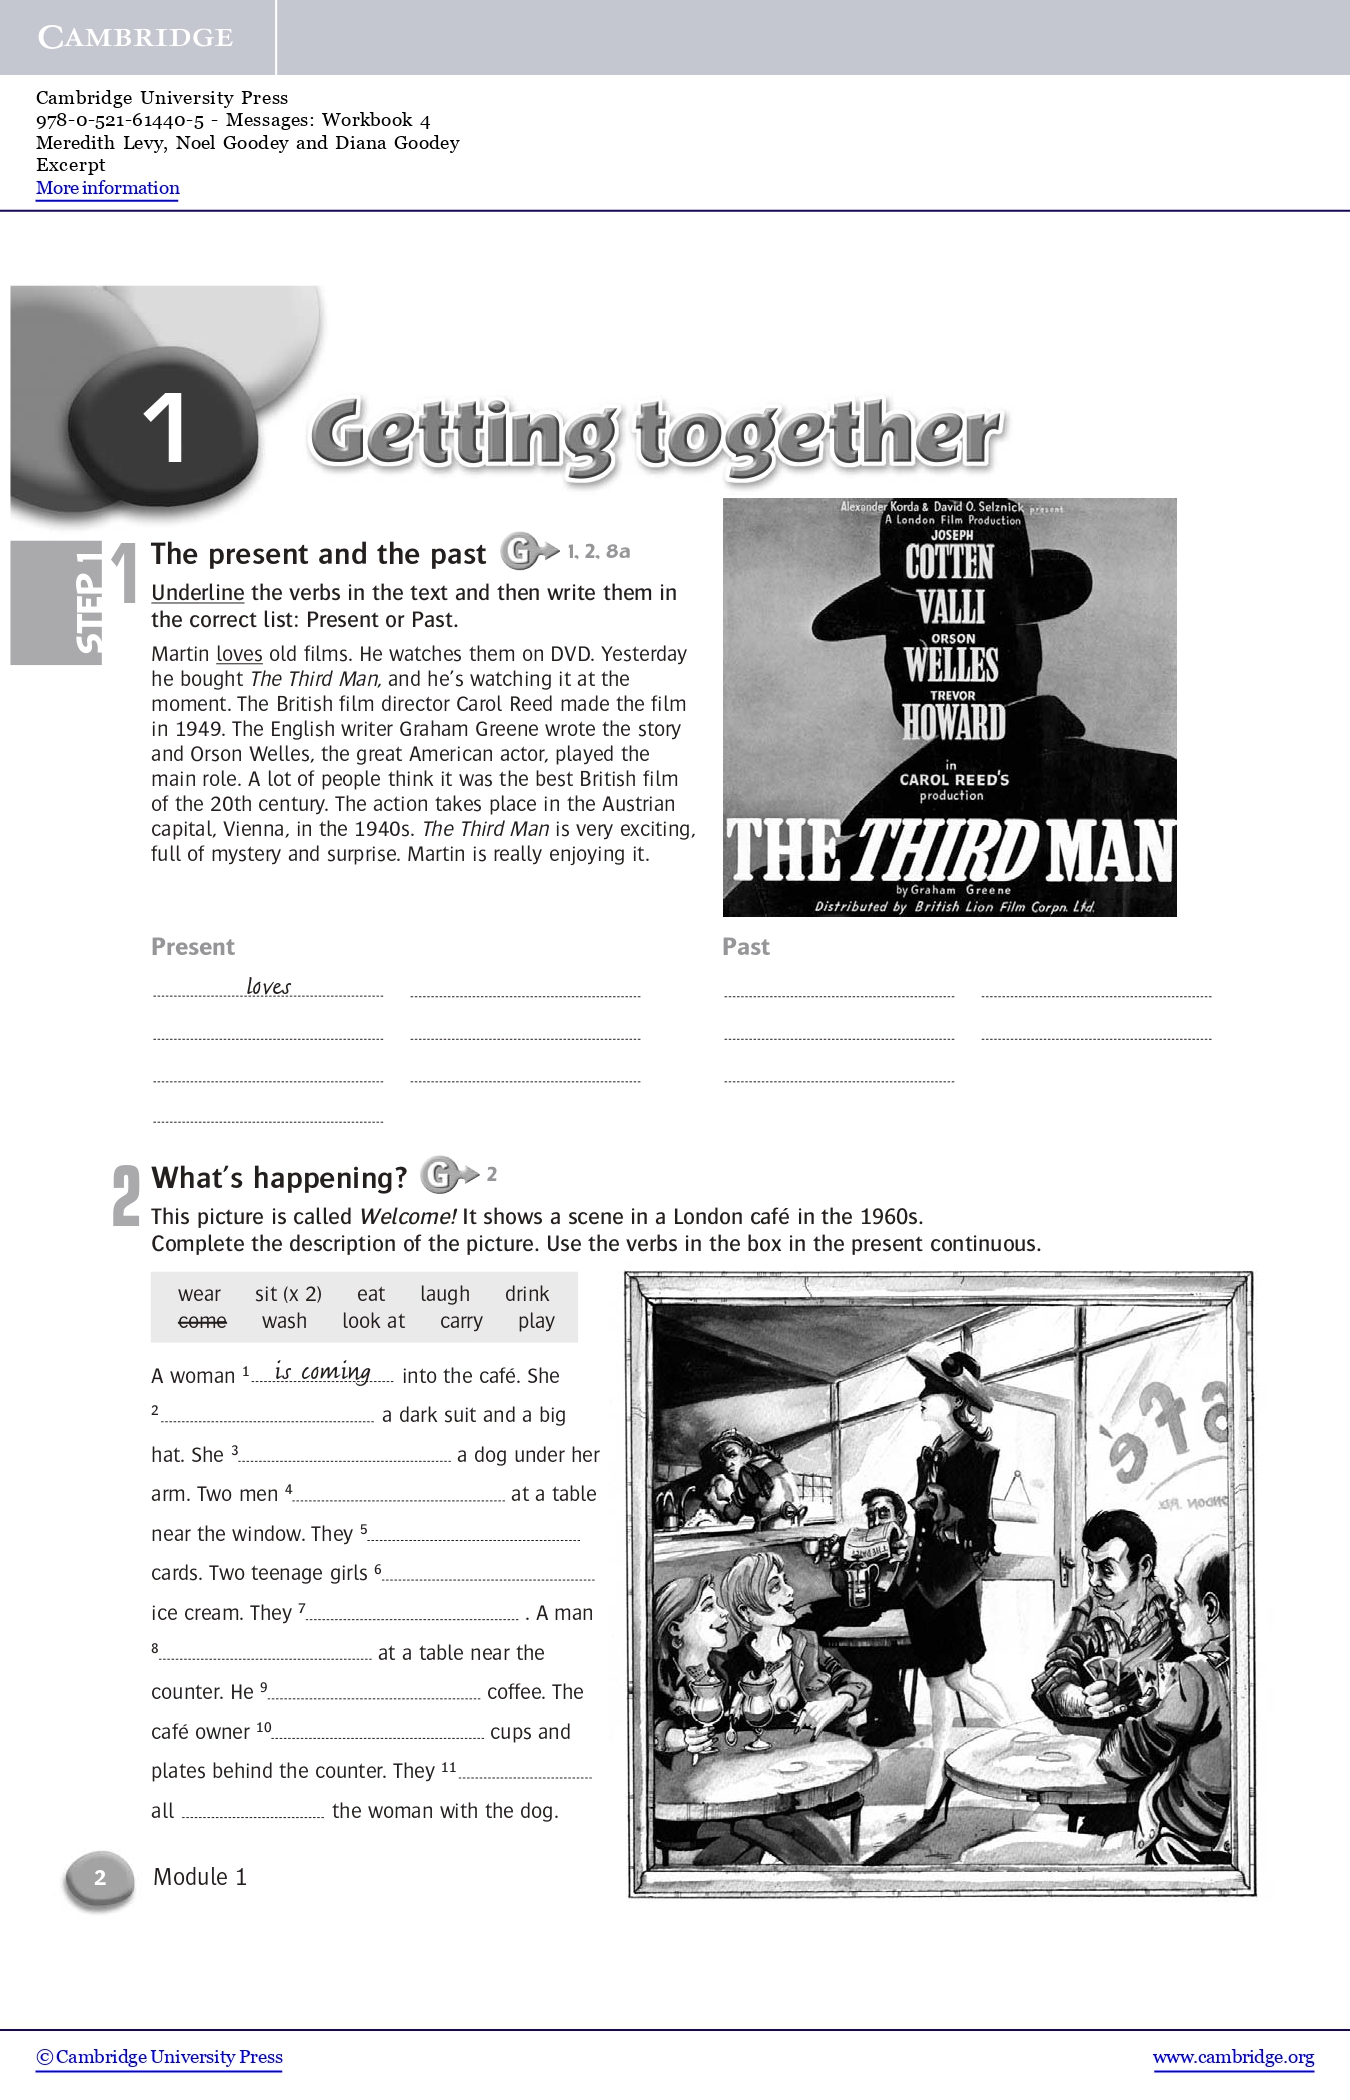 CAMBRIDGE
Cambridge University Press
978-0-521-61440-5 - Messages: Workbook 4
Meredith Levy, Noel Goodey and Diana Goodey
Excerpt
More information
1
Getting together
STEP 1
1 The present and the past G 1, 2, 8a
Underline the verbs in the text and then write them in
the correct list: Present or Past.
Martin loves old films. He watches them on DVD. Yesterday
he bought The Third Man, and he's watching it at the
moment. The British film director Carol Reed made the film
in 1949. The English writer Graham Greene wrote the story
and Orson Welles, the great American actor, played the
main role. A lot of people think it was the best British film
of the 20th century. The action takes place in the Austrian
capital, Vienna, in the 1940s. The Third Man is very exciting,
full of mystery and surprise. Martin is really enjoying it.
Alexander Korda & David O. Selznick present
A London Film Production
JOSEPH
COTTEN
VALLI
ORSON
WELLES
TREVOR
HOWARD
in
CAROL REED'S
production
THE THIRD MAN
by Graham Greene
Distributed by British Lion Film Corpn. Ltd.
Present
Past
loves
2 What's happening? G 2
This picture is called Welcome! It shows a scene in a London café in the 1960s.
Complete the description of the picture. Use the verbs in the box in the present continuous.
wear sit (x 2) eat laugh drink
come wash look at carry play
A woman 1 is coming into the café. She
2 a dark suit and a big
hat. She 3 a dog under her
arm. Two men 4 at a table
near the window. They 5
cards. Two teenage girls 6
ice cream. They 7 . A man
8 at a table near the
counter. He 9 coffee. The
café owner 10 cups and
plates behind the counter. They 11
all the woman with the dog.
2 Module 1
© Cambridge University Press
www.cambridge.org